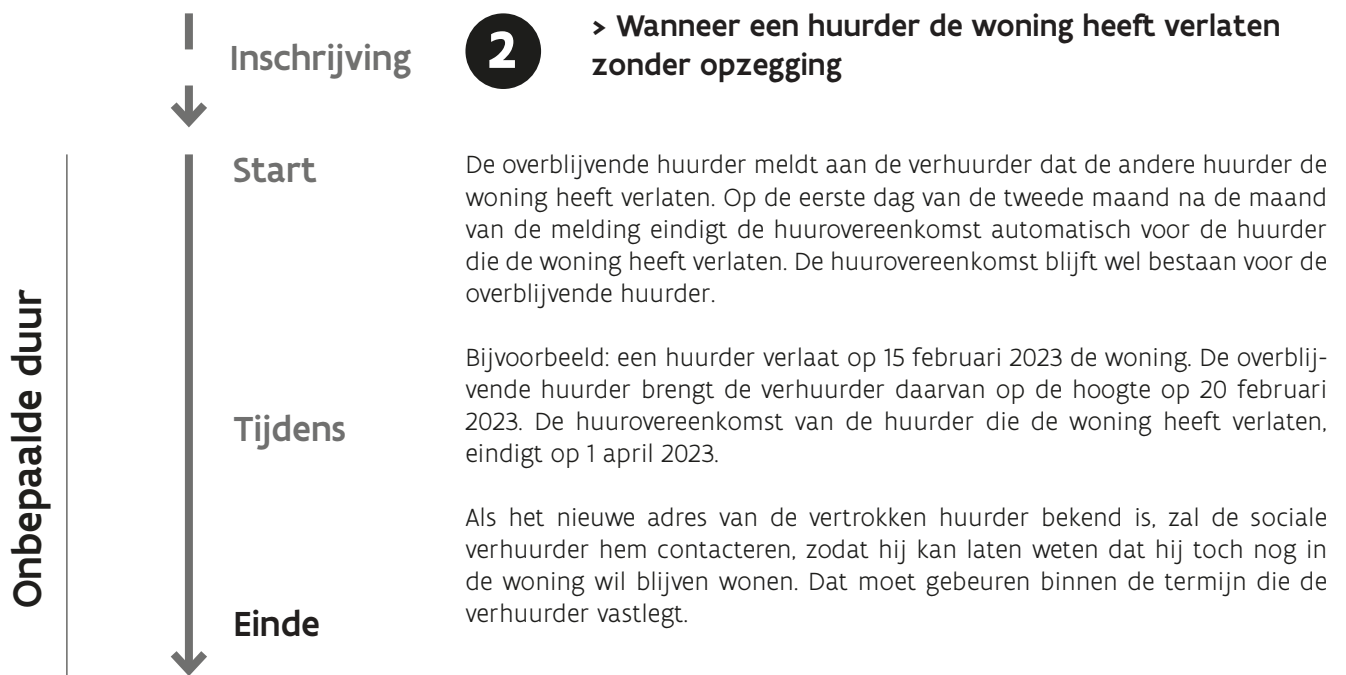 Inschrijving
2
> Wanneer een huurder de woning heeft verlaten
zonder opzegging
Onbepaalde duur
Start
De overblijvende huurder meldt aan de verhuurder dat de andere huurder de
woning heeft verlaten. Op de eerste dag van de tweede maand na de maand
van de melding eindigt de huurovereenkomst automatisch voor de huurder
die de woning heeft verlaten. De huurovereenkomst blijft wel bestaan voor de
overblijvende huurder.
Bijvoorbeeld: een huurder verlaat op 15 februari 2023 de woning. De overblij-
vende huurder brengt de verhuurder daarvan op de hoogte op 20 februari
2023. De huurovereenkomst van de huurder die de woning heeft verlaten,
eindigt op 1 april 2023.
Tijdens
Als het nieuwe adres van de vertrokken huurder bekend is, zal de sociale
verhuurder hem contacteren, zodat hij kan laten weten dat hij toch nog in
de woning wil blijven wonen. Dat moet gebeuren binnen de termijn die de
verhuurder vastlegt.
Einde